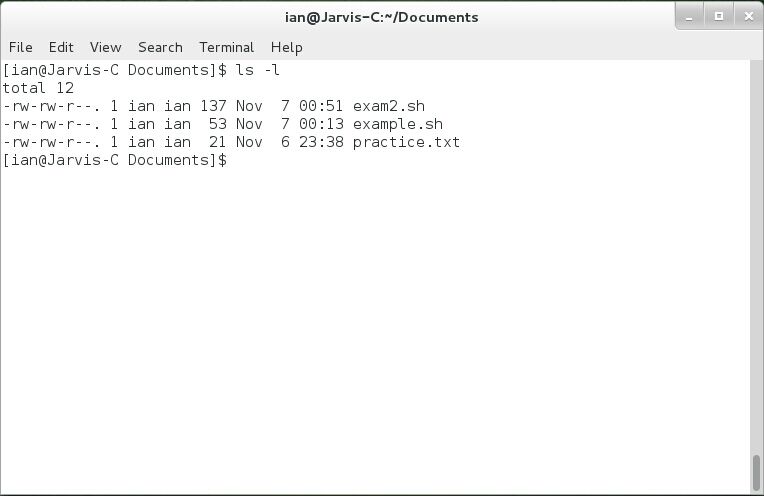 ian@Jarvis-C:~/Documents
File Edit View Search Terminal Help
[ian@Jarvis-C Documents]$ ls -l
total 12
-rw-rw-r--. 1 ian ian 137 Nov  7 00:51 exam2.sh
-rw-rw-r--. 1 ian ian  53 Nov  7 00:13 example.sh
-rw-rw-r--. 1 ian ian  21 Nov  6 23:38 practice.txt
[ian@Jarvis-C Documents]$